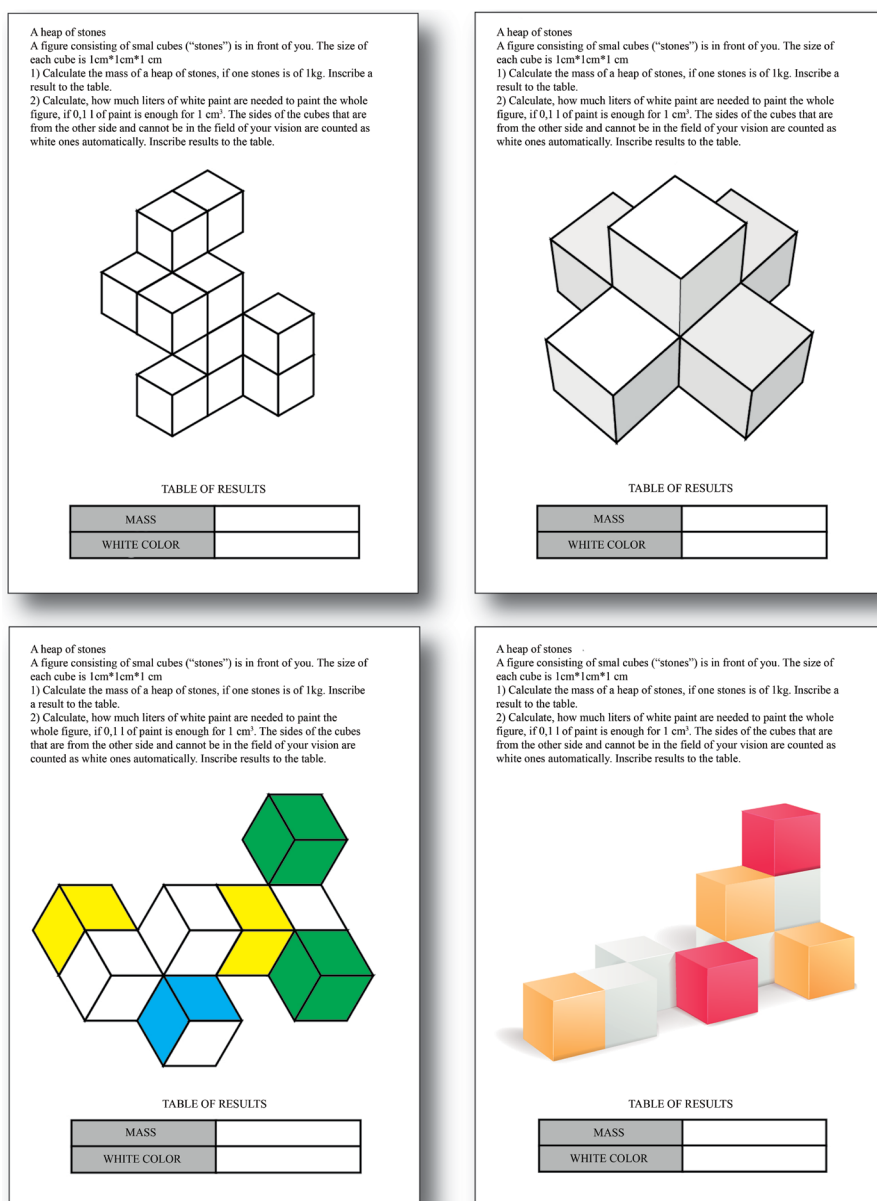 A heap of stones
A figure consisting of smal cubes (“stones”) is in front of you. The size of
each cube is 1cm*1cm*1 cm
1) Calculate the mass of a heap of stones, if one stones is of 1kg. Inscribe a
result to the table.
2) Calculate, how much liters of white paint are needed to paint the whole
figure, if 0,1 l of paint is enough for 1 cm³. The sides of the cubes that are
from the other side and cannot be in the field of your vision are counted as
white ones automatically. Inscribe results to the table.
TABLE OF RESULTS
MASS
WHITE COLOR
A heap of stones
A figure consisting of smal cubes (“stones”) is in front of you. The size of
each cube is 1cm*1cm*1 cm
1) Calculate the mass of a heap of stones, if one stones is of 1kg. Inscribe a
result to the table.
2) Calculate, how much liters of white paint are needed to paint the whole
figure, if 0,1 l of paint is enough for 1 cm³. The sides of the cubes that are
from the other side and cannot be in the field of your vision are counted as
white ones automatically. Inscribe results to the table.
TABLE OF RESULTS
MASS
WHITE COLOR
A heap of stones
A figure consisting of smal cubes (“stones”) is in front of you. The size of
each cube is 1cm*1cm*1 cm
1) Calculate the mass of a heap of stones, if one stones is of 1kg. Inscribe
a result to the table.
2) Calculate, how much liters of white paint are needed to paint the
whole figure, if 0,1 l of paint is enough for 1 cm³. The sides of the cubes
that are from the other side and cannot be in the field of your vision are
counted as white ones automatically. Inscribe results to the table.
TABLE OF RESULTS
MASS
WHITE COLOR
A heap of stones
A figure consisting of smal cubes (“stones”) is in front of you. The size of
each cube is 1cm*1cm*1 cm
1) Calculate the mass of a heap of stones, if one stones is of 1kg. Inscribe a
result to the table.
2) Calculate, how much liters of white paint are needed to paint the whole
figure, if 0,1 l of paint is enough for 1 cm³. The sides of the cubes that are
from the other side and cannot be in the field of your vision are counted as
white ones automatically. Inscribe results to the table.
TABLE OF RESULTS
MASS
WHITE COLOR